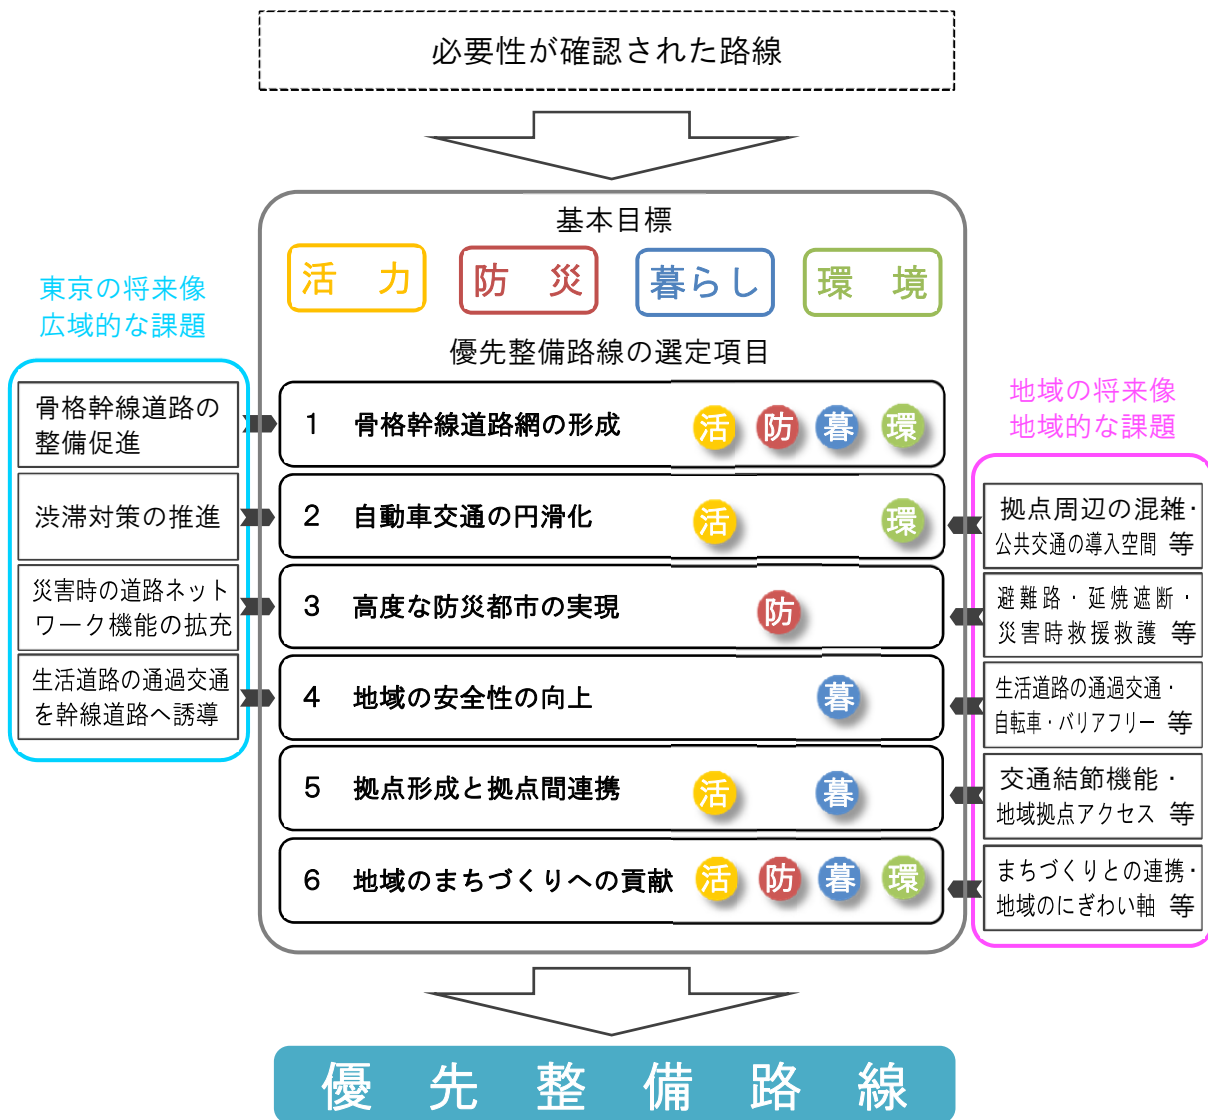 必要性が確認された路線
基本目標
活 力
防 災
暮らし
環 境
東京の将来像
広域的な課題
骨格幹線道路の
整備促進
渋滞対策の推進
災害時の道路ネット
ワーク機能の拡充
生活道路の通過交通
を幹線道路へ誘導
優先整備路線の選定項目
1 骨格幹線道路網の形成 活 防 暮 環
2 自動車交通の円滑化 活 環
3 高度な防災都市の実現 防
4 地域の安全性の向上 暮
5 拠点形成と拠点間連携 活 暮
6 地域のまちづくりへの貢献 活 防 暮 環
地域の将来像
地域的な課題
拠点周辺の混雑・
公共交通の導入空間 等
避難路・延焼遮断・
災害時救援救護 等
生活道路の通過交通・
自転車・バリアフリー 等
交通結節機能・
地域拠点アクセス 等
まちづくりとの連携・
地域のにぎわい軸 等
優先整備路線